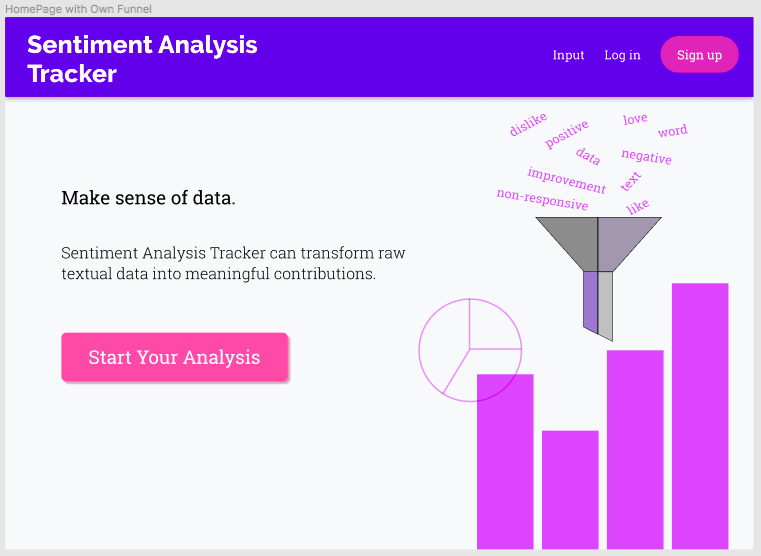 HomePage with Own Funnel
Sentiment Analysis
Tracker
Input
Log in
Sign up
dislike
positive
love
word
data
negative
improvement
text
non-responsive
like
Make sense of data.
Sentiment Analysis Tracker can transform raw
textual data into meaningful contributions.
Start Your Analysis